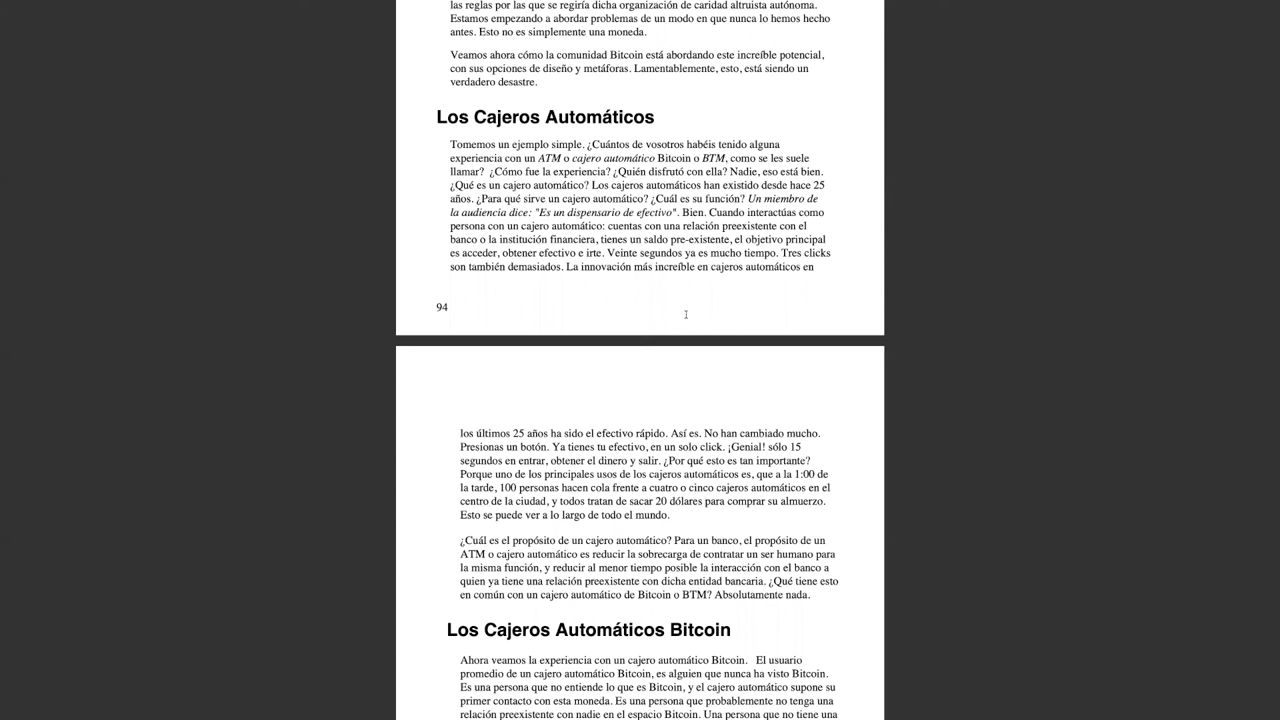 las reglas por las que se regiría dicha organización de caridad altruista autónoma.
Estamos empezando a abordar problemas de un modo en que nunca lo hemos hecho
antes. Esto no es simplemente una moneda.
Veamos ahora cómo la comunidad Bitcoin está abordando este increíble potencial,
con sus opciones de diseño y metáforas. Lamentablemente, esto, está siendo un
verdadero desastre.
Los Cajeros Automáticos
Tomemos un ejemplo simple. ¿Cuántos de vosotros habéis tenido alguna
experiencia con un ATM o cajero automático Bitcoin o BTM, como se les suele
llamar?  ¿Cómo fue la experiencia? ¿Quién disfrutó con ella? Nadie, eso está bien.
¿Qué es un cajero automático? Los cajeros automáticos han existido desde hace 25
años. ¿Para qué sirve un cajero automático? ¿Cuál es su función? Un miembro de
la audiencia dice: "Es un dispensario de efectivo". Bien. Cuando interactúas como
persona con un cajero automático: cuentas con una relación preexistente con el
banco o la institución financiera, tienes un saldo pre-existente, el objetivo principal
es acceder, obtener efectivo e irte. Veinte segundos ya es mucho tiempo. Tres clicks
son también demasiados. La innovación más increíble en cajeros automáticos en
94
los últimos 25 años ha sido el efectivo rápido. Así es. No han cambiado mucho.
Presionas un botón. Ya tienes tu efectivo, en un solo click. ¡Genial! sólo 15
segundos en entrar, obtener el dinero y salir. ¿Por qué esto es tan importante?
Porque uno de los principales usos de los cajeros automáticos es, que a la 1:00 de
la tarde, 100 personas hacen cola frente a cuatro o cinco cajeros automáticos en el
centro de la ciudad, y todos tratan de sacar 20 dólares para comprar su almuerzo.
Esto se puede ver a lo largo de todo el mundo.
¿Cuál es el propósito de un cajero automático? Para un banco, el propósito de un
ATM o cajero automático es reducir la sobrecarga de contratar un ser humano para
la misma función, y reducir al menor tiempo posible la interacción con el banco a
quien ya tiene una relación preexistente con dicha entidad bancaria. ¿Qué tiene esto
en común con un cajero automático de Bitcoin o BTM? Absolutamente nada.
Los Cajeros Automáticos Bitcoin
Ahora veamos la experiencia con un cajero automático Bitcoin.   El usuario
promedio de un cajero automático Bitcoin, es alguien que nunca ha visto Bitcoin.
Es una persona que no entiende lo que es Bitcoin, y el cajero automático supone su
primer contacto con esta moneda. Es una persona que probablemente no tenga una
relación preexistente con nadie en el espacio Bitcoin. Una persona que no tiene una